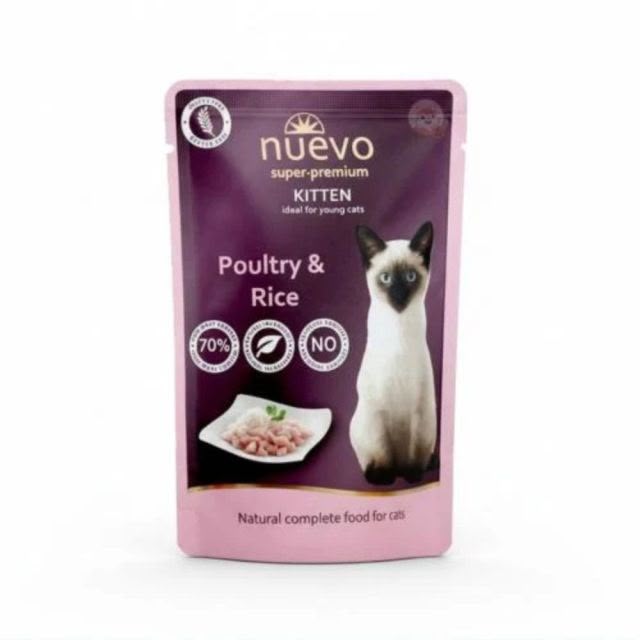 nuevo
super-premium
KITTEN
ideal for young cats
Poultry &
Rice
70%
NO
Natural complete food for cats